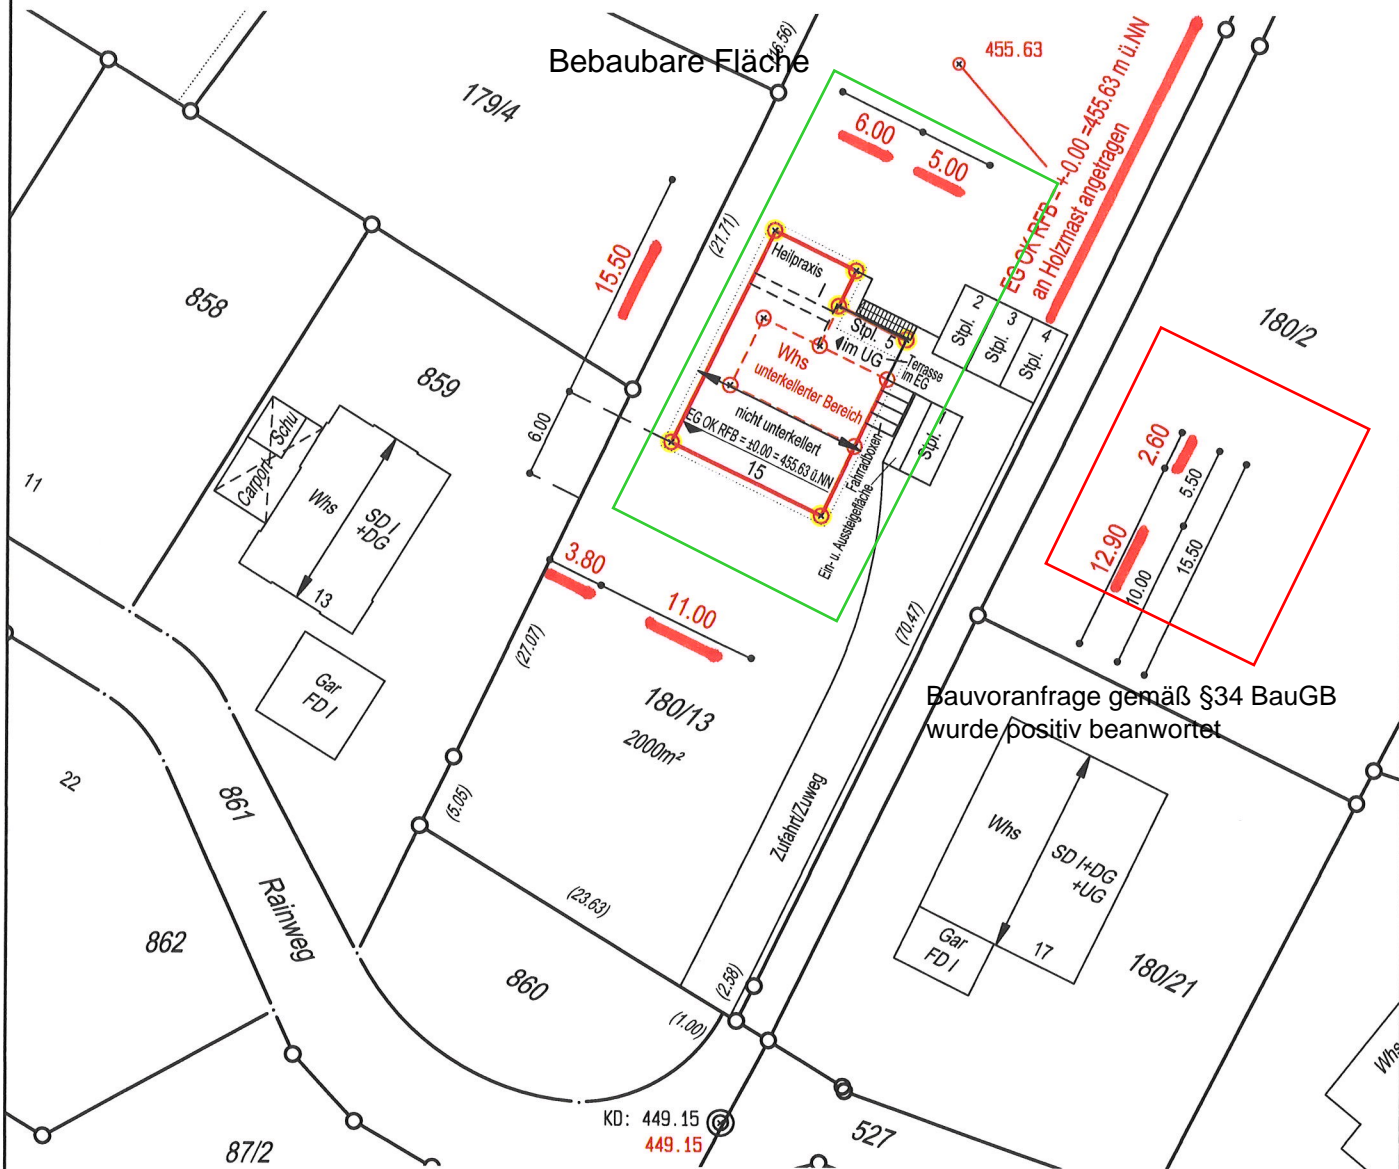 (16.56)
Bebaubare Fläche
455.63
179/4
6.00
5.00
EG OK RFB = +-0.00 =455.63 m ü.NN
an Holzmast angetragen
(21.71)
15.50
Heilpraxis
858
2
Stpl.
3
Stpl.
4
Stpl.
180/2
Stpl. 5
im UG
Terrasse
im EG
Whs
unterkellerter Bereich
859
nicht unterkellert
EG OK RFB = ±0.00 = 455.63 ü.NN
15
6.00
Schu
Carport
Stpl. 1
Fahrradboxen
Ein- u. Aussteigefläche
2.60
5.50
12.90
10.00
15.50
11
Whs
SD I
+DG
13
3.80
11.00
(27.07)
(70.47)
Gar
FD I
180/13
2000m²
Bauvoranfrage gemäß §34 BauGB
wurde positiv beanwortet
22
861
(5.05)
Zufahrt/Zuweg
Whs
SD I+DG
+UG
Rainweg
(23.63)
862
Gar
FD I
17
860
(2.58)
180/21
(1.00)
Whs
KD: 449.15
449.15
527
87/2